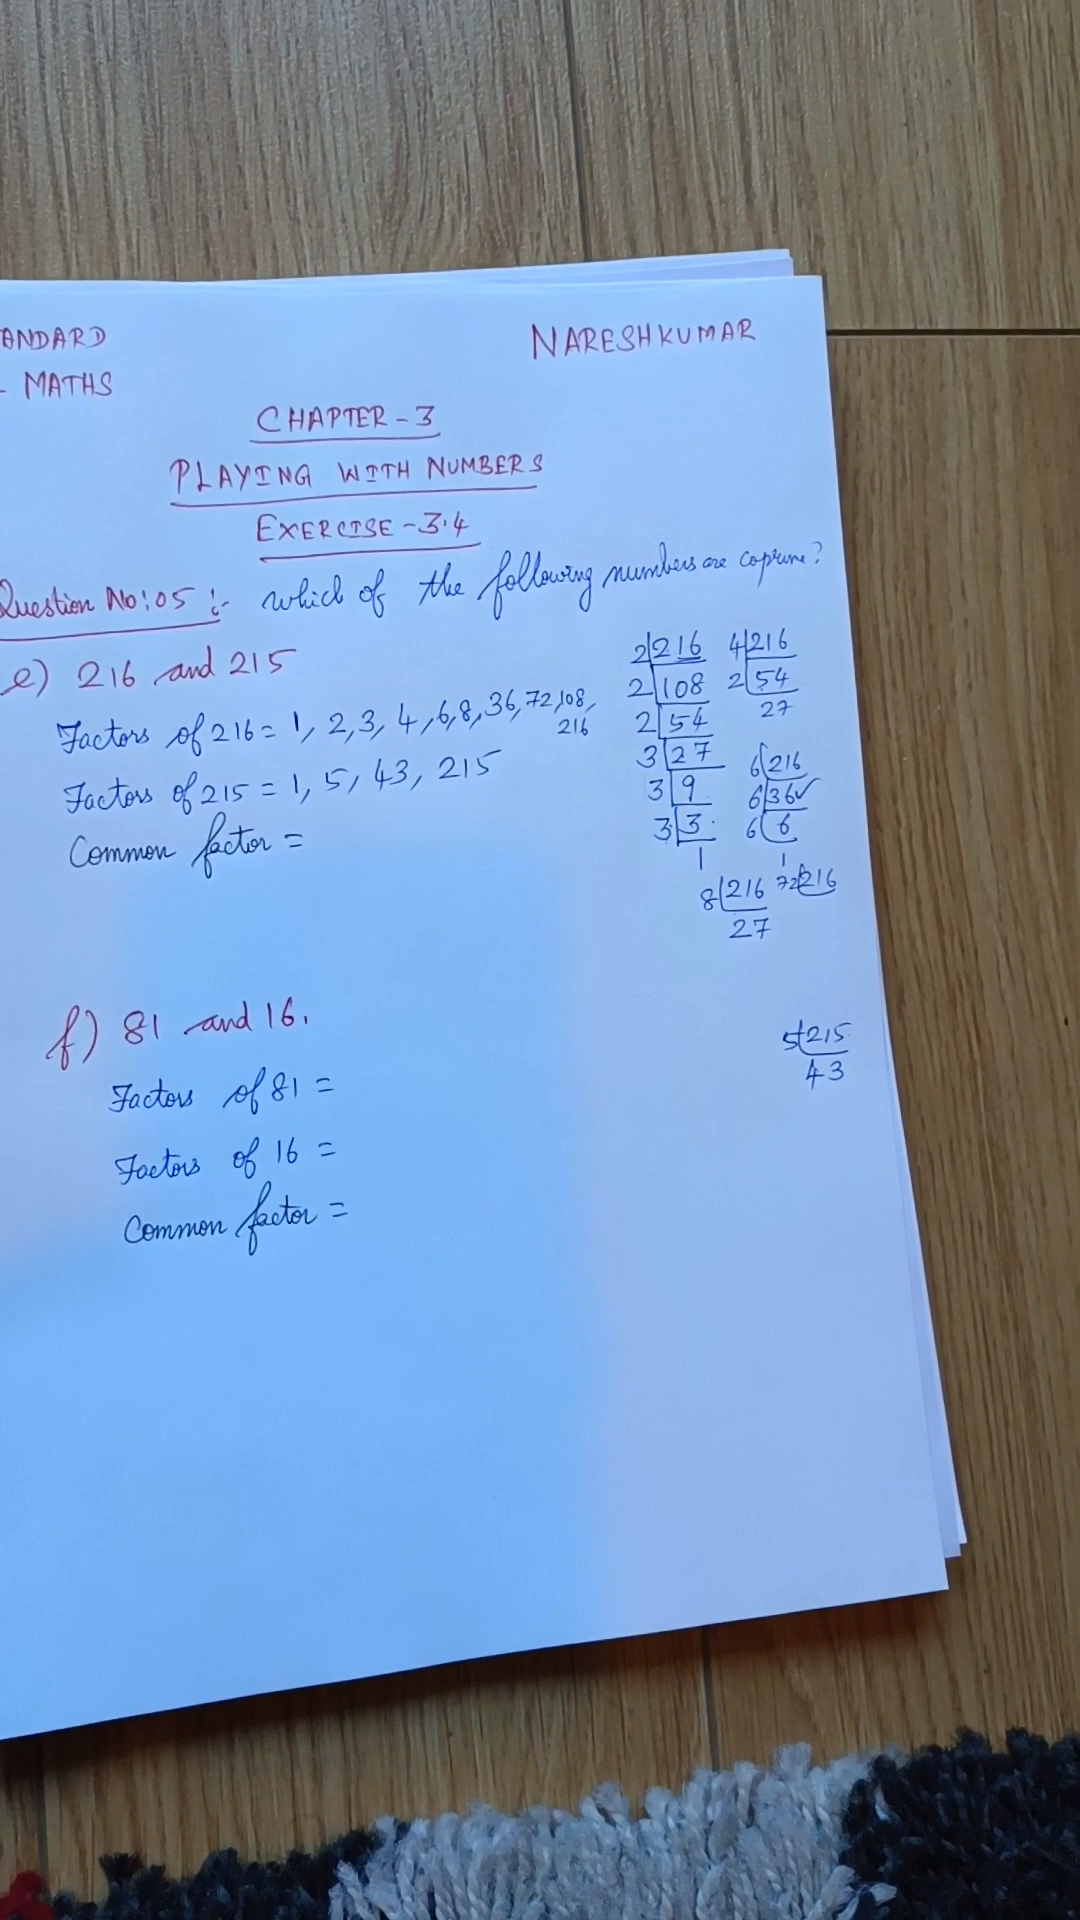 ANDARD
NARESHKUMAR
- MATHS
CHAPTER-3
PLAYING WITH NUMBERS
EXERCISE-3.4
Question No:05 :- which of the following numbers are coprime?
e) 216 and 215
Factors of 216 = 1, 2, 3, 4, 6, 8, 36, 72, 108,
216
Factors of 215 = 1, 5, 43, 215
Common factor =
2 216
2 108
2 54
3 27
3 9
3 3
1
4 216
2 54
27
6 216
6 36 ✓
6 6
1
8 216
27
72 216
f) 81 and 16.
Factors of 81 =
Factors of 16 =
Common factor =
5 215
43